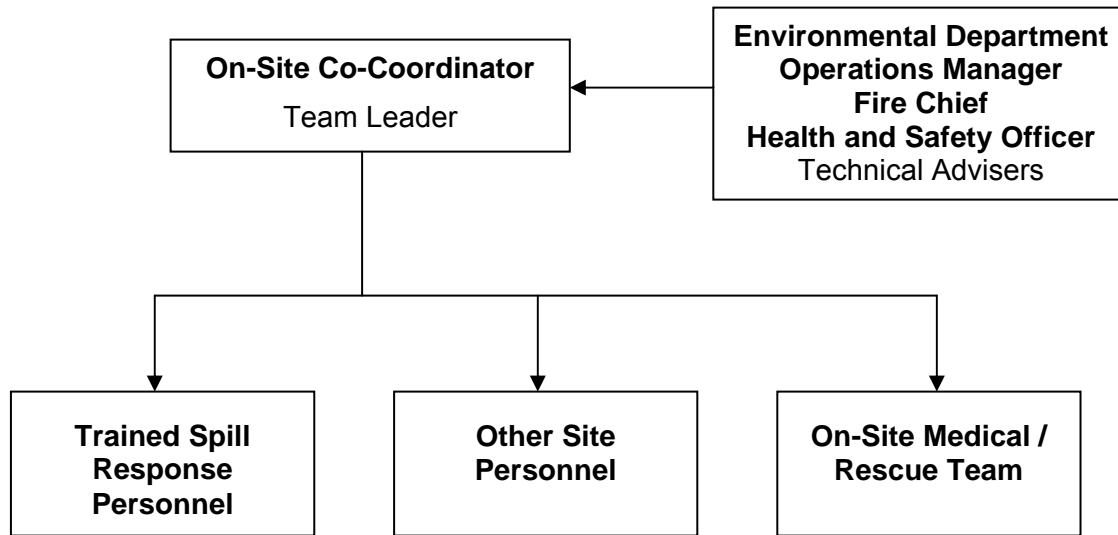 On-Site Co-Coordinator
Team Leader
Environmental Department
Operations Manager
Fire Chief
Health and Safety Officer
Technical Advisers
Trained Spill
Response
Personnel
Other Site
Personnel
On-Site Medical /
Rescue Team